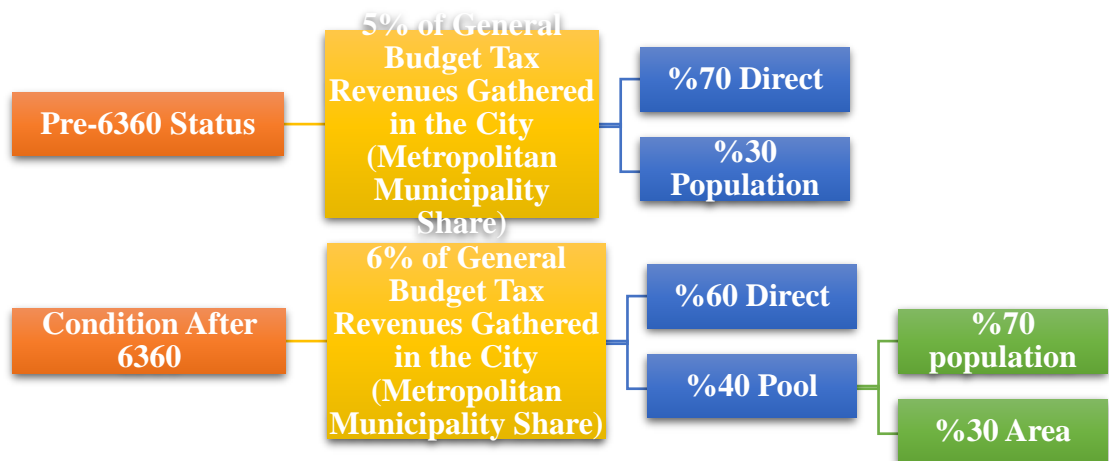 Pre-6360 Status
5% of General
Budget Tax
Revenues Gathered
in the City
(Metropolitan
Municipality
Share)
%70 Direct
%30
Population
Condition After
6360
6% of General
Budget Tax
Revenues Gathered
in the City
(Metropolitan
Municipality Share)
%60 Direct
%40 Pool
%70
population
%30 Area